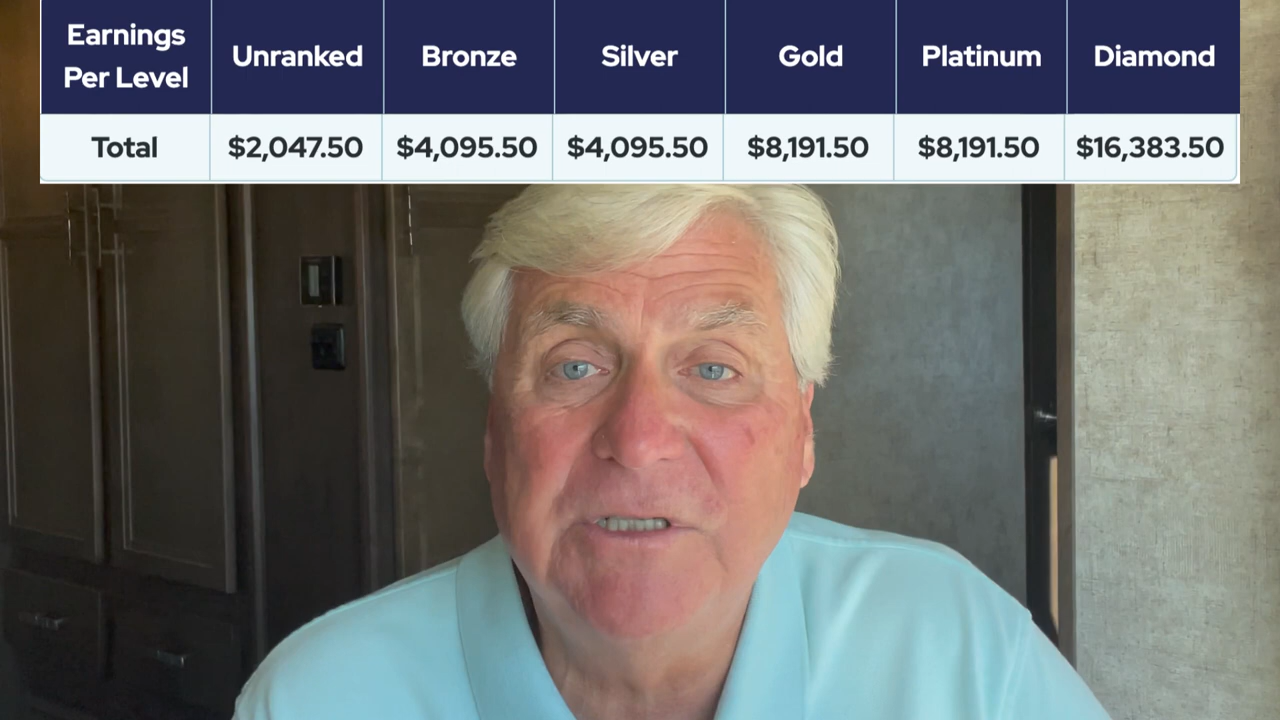 Earnings Per Level Unranked Bronze Silver Gold Platinum Diamond
Total $2,047.50 $4,095.50 $4,095.50 $8,191.50 $8,191.50 $16,383.50